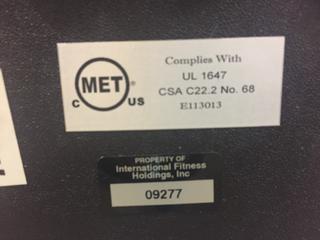 MET®
C US
Complies With
UL 1647
CSA C22.2 No. 68
E113013
PROPERTY OF
International Fitness
Holdings, Inc
09277